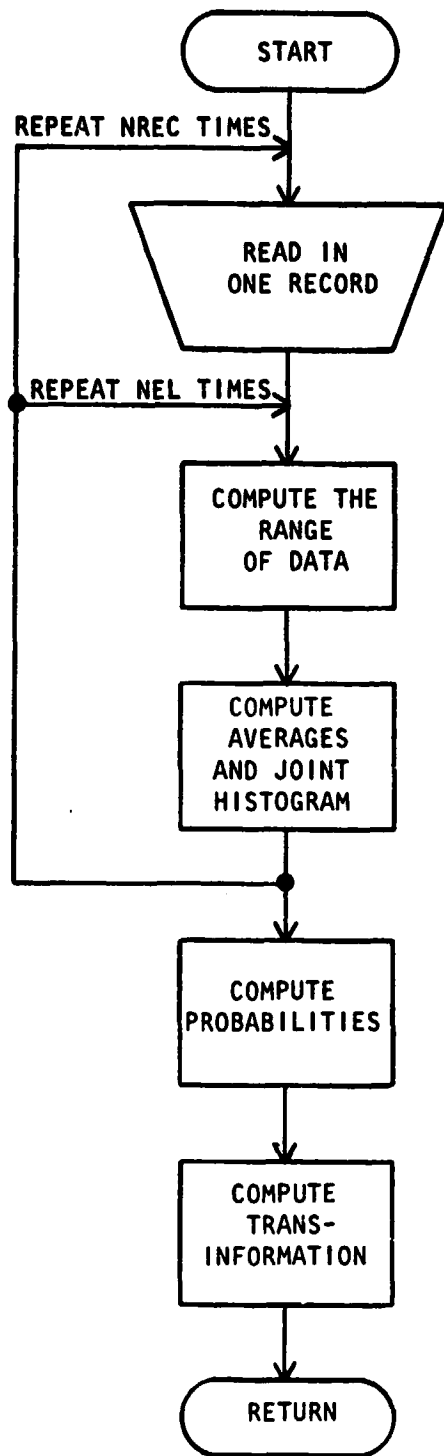 START
REPEAT NREC TIMES
READ IN
ONE RECORD
REPEAT NEL TIMES
COMPUTE THE
RANGE
OF DATA
COMPUTE
AVERAGES
AND JOINT
HISTOGRAM
COMPUTE
PROBABILITIES
COMPUTE
TRANS-
INFORMATION
RETURN